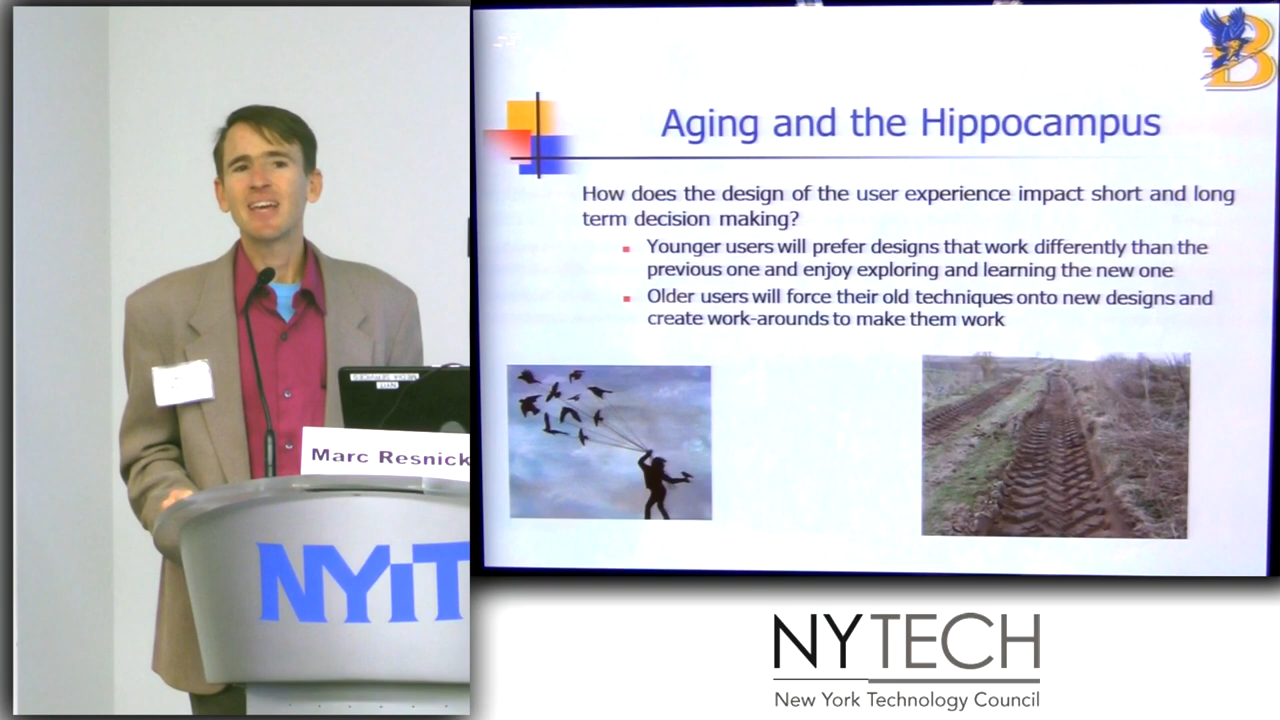 B
Aging and the Hippocampus
How does the design of the user experience impact short and long
term decision making?
Younger users will prefer designs that work differently than the
previous one and enjoy exploring and learning the new one
Older users will force their old techniques onto new designs and
create work-arounds to make them work
MEDIA SERVICES
NYIT
Marc Resnick
NYiT
NYTECH
New York Technology Council